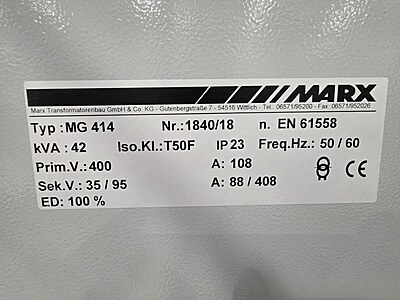 MARX
Marx Transformatorenbau GmbH & Co. KG - Gutenbergstraße 7 - 54516 Wittlich - Tel.: 06571/95200 - Fax: 06571/952026
Typ : MG 414 Nr.: 1840/18 n. EN 61558
kVA : 42 Iso.Kl.: T50F IP 23 Freq.Hz.: 50 / 60
Prim.V.: 400 A: 108
Sek.V.: 35 / 95 A: 88 / 408
ED: 100 %
CE